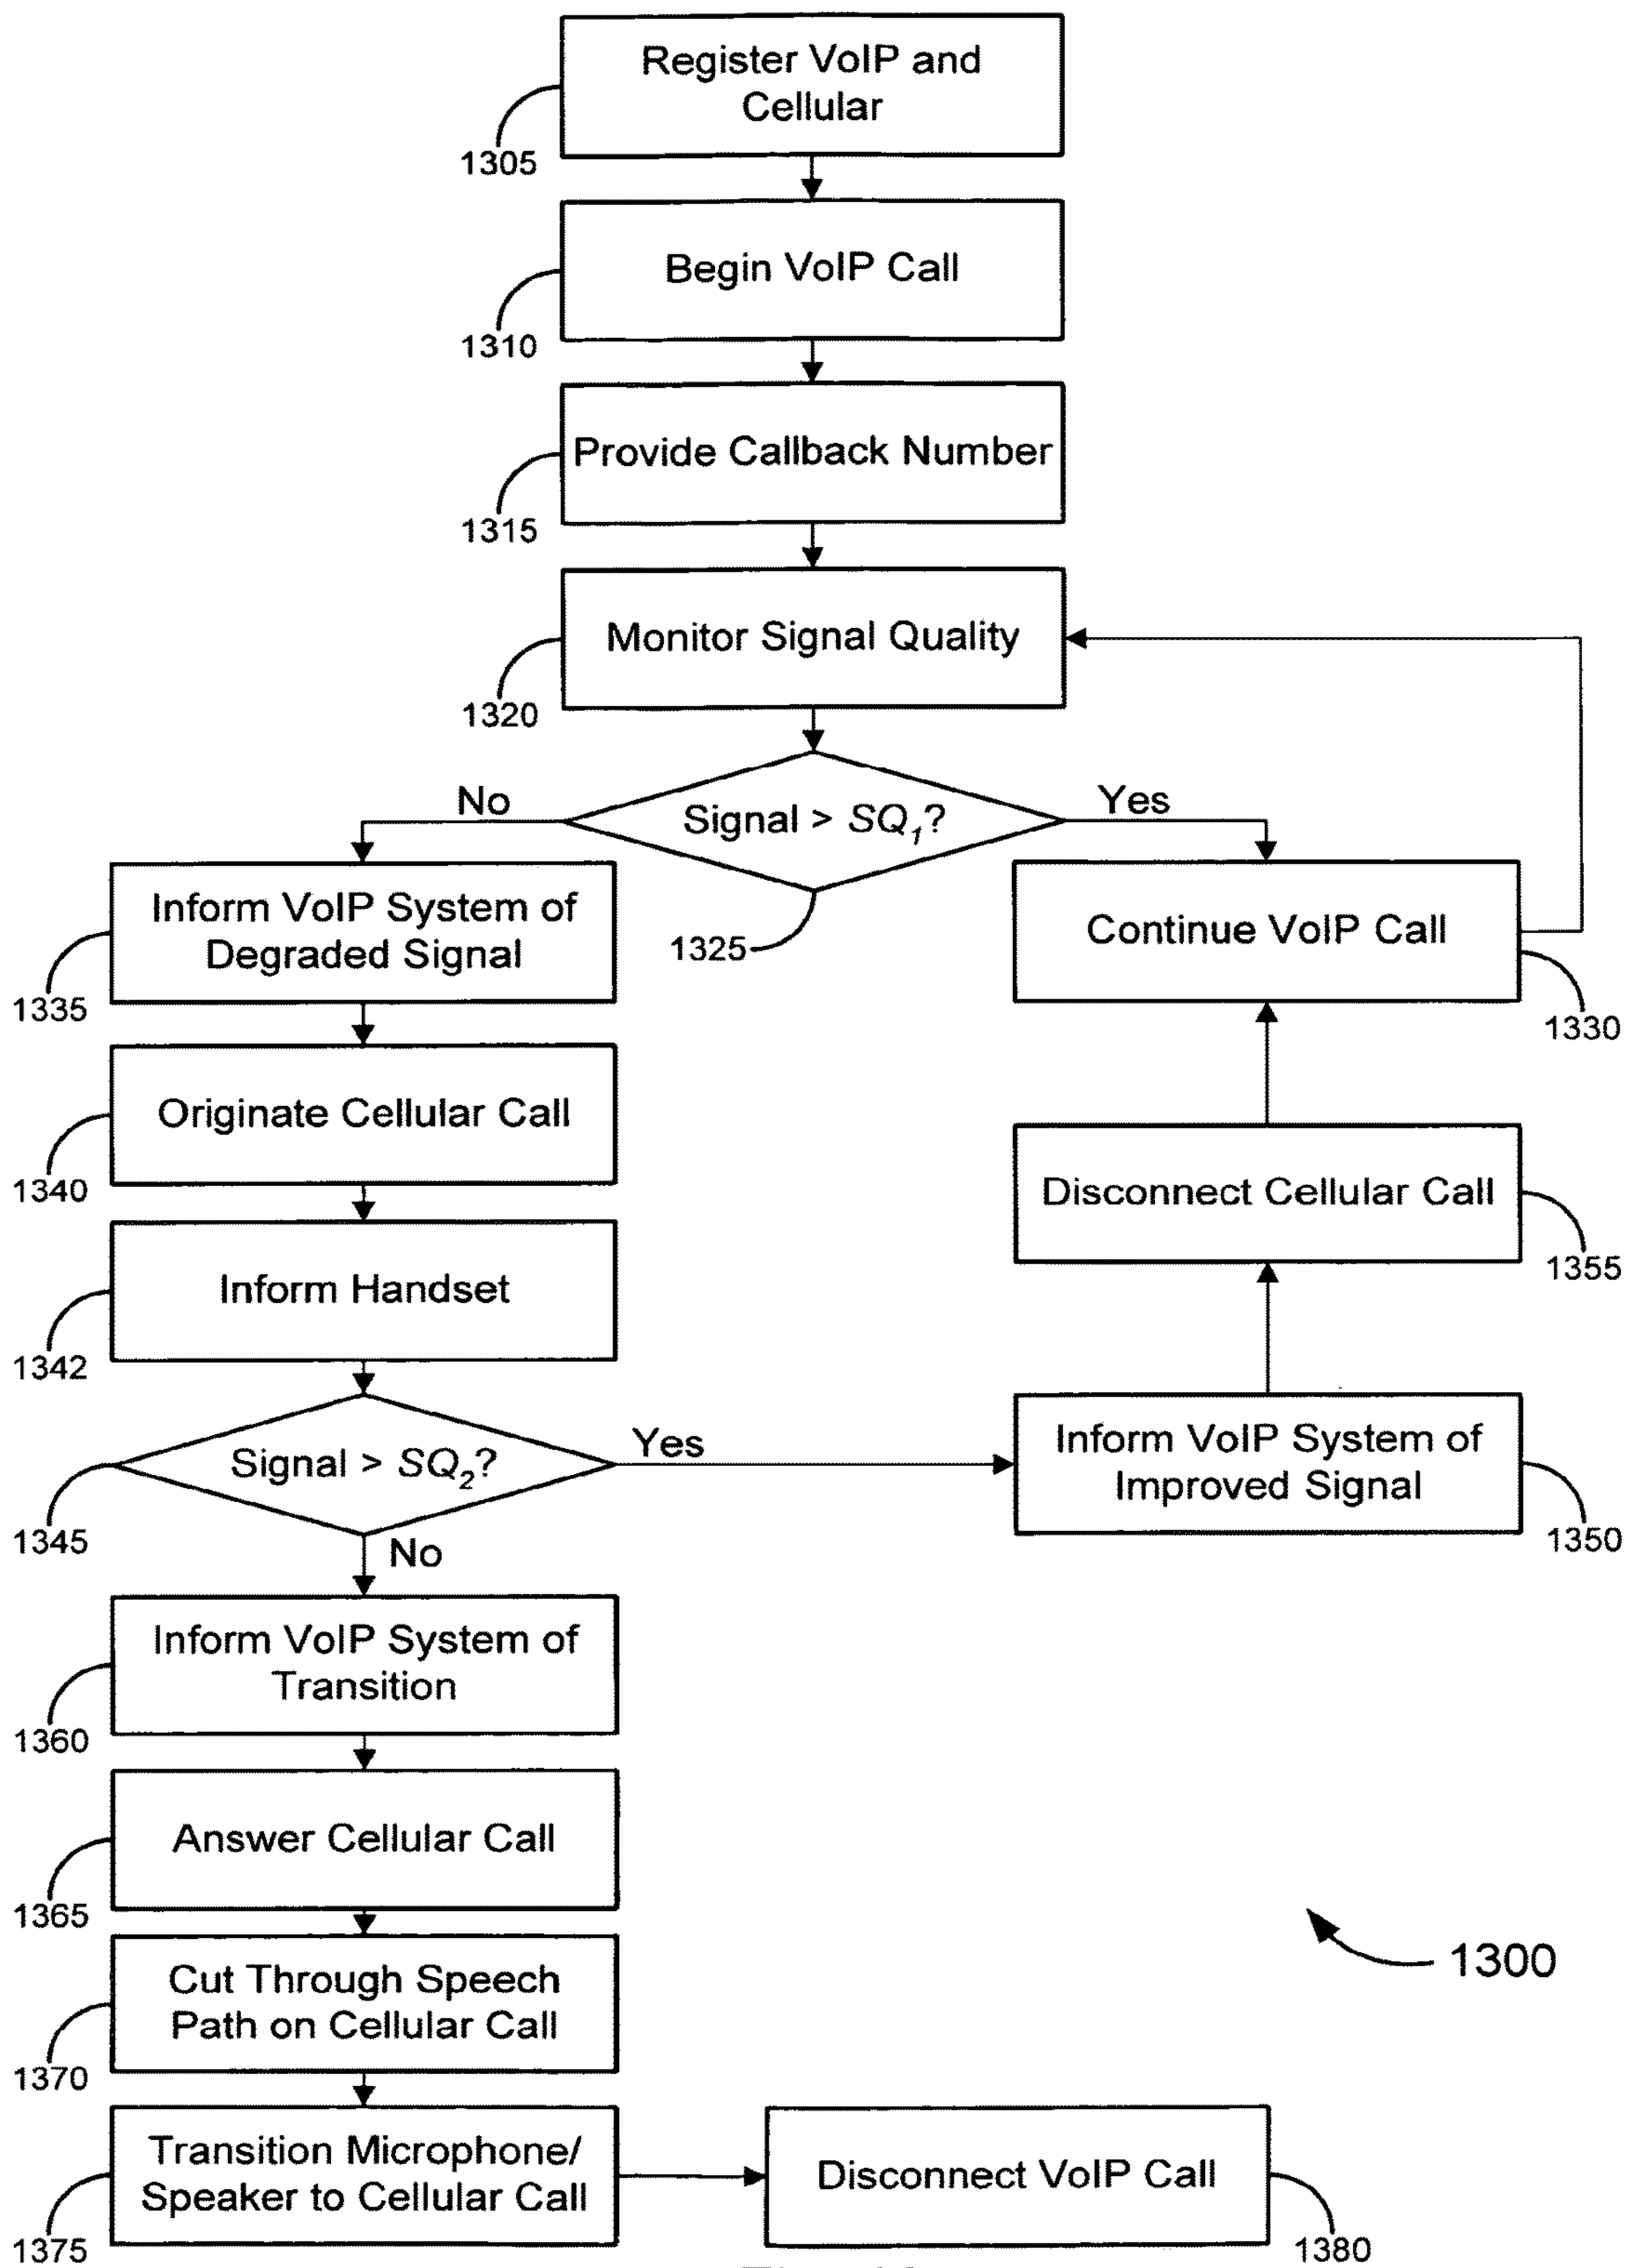 Register VoIP and
Cellular
1305
Begin VoIP Call
1310
Provide Callback Number
1315
Monitor Signal Quality
1320
Signal > SQ1?
No
Yes
1325
Inform VoIP System of
Degraded Signal
1335
Continue VoIP Call
1330
Originate Cellular Call
1340
Disconnect Cellular Call
1355
Inform Handset
1342
Signal > SQ2?
Yes
1345
No
Inform VoIP System of
Improved Signal
1350
Inform VoIP System of
Transition
1360
Answer Cellular Call
1365
Cut Through Speech
Path on Cellular Call
1370
1300
Transition Microphone/
Speaker to Cellular Call
1375
Disconnect VoIP Call
1380